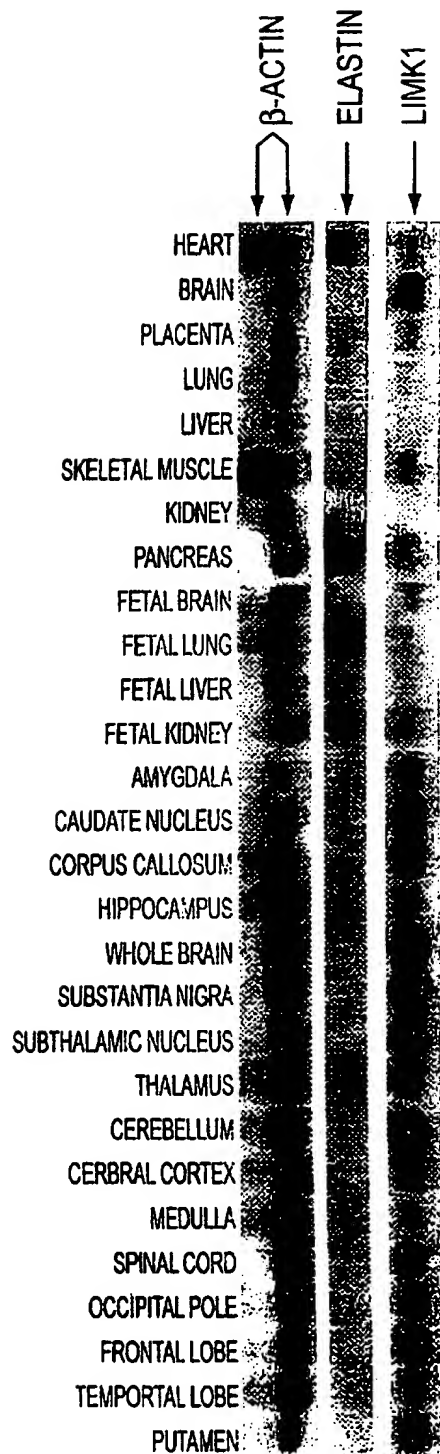 β-ACTIN
ELASTIN
LIMK1
HEART
BRAIN
PLACENTA
LUNG
LIVER
SKELETAL MUSCLE
KIDNEY
PANCREAS
FETAL BRAIN
FETAL LUNG
FETAL LIVER
FETAL KIDNEY
AMYGDALA
CAUDATE NUCLEUS
CORPUS CALLOSUM
HIPPOCAMPUS
WHOLE BRAIN
SUBSTANTIA NIGRA
SUBTHALAMIC NUCLEUS
THALAMUS
CEREBELLUM
CERBRAL CORTEX
MEDULLA
SPINAL CORD
OCCIPITAL POLE
FRONTAL LOBE
TEMPORTAL LOBE
PUTAMEN